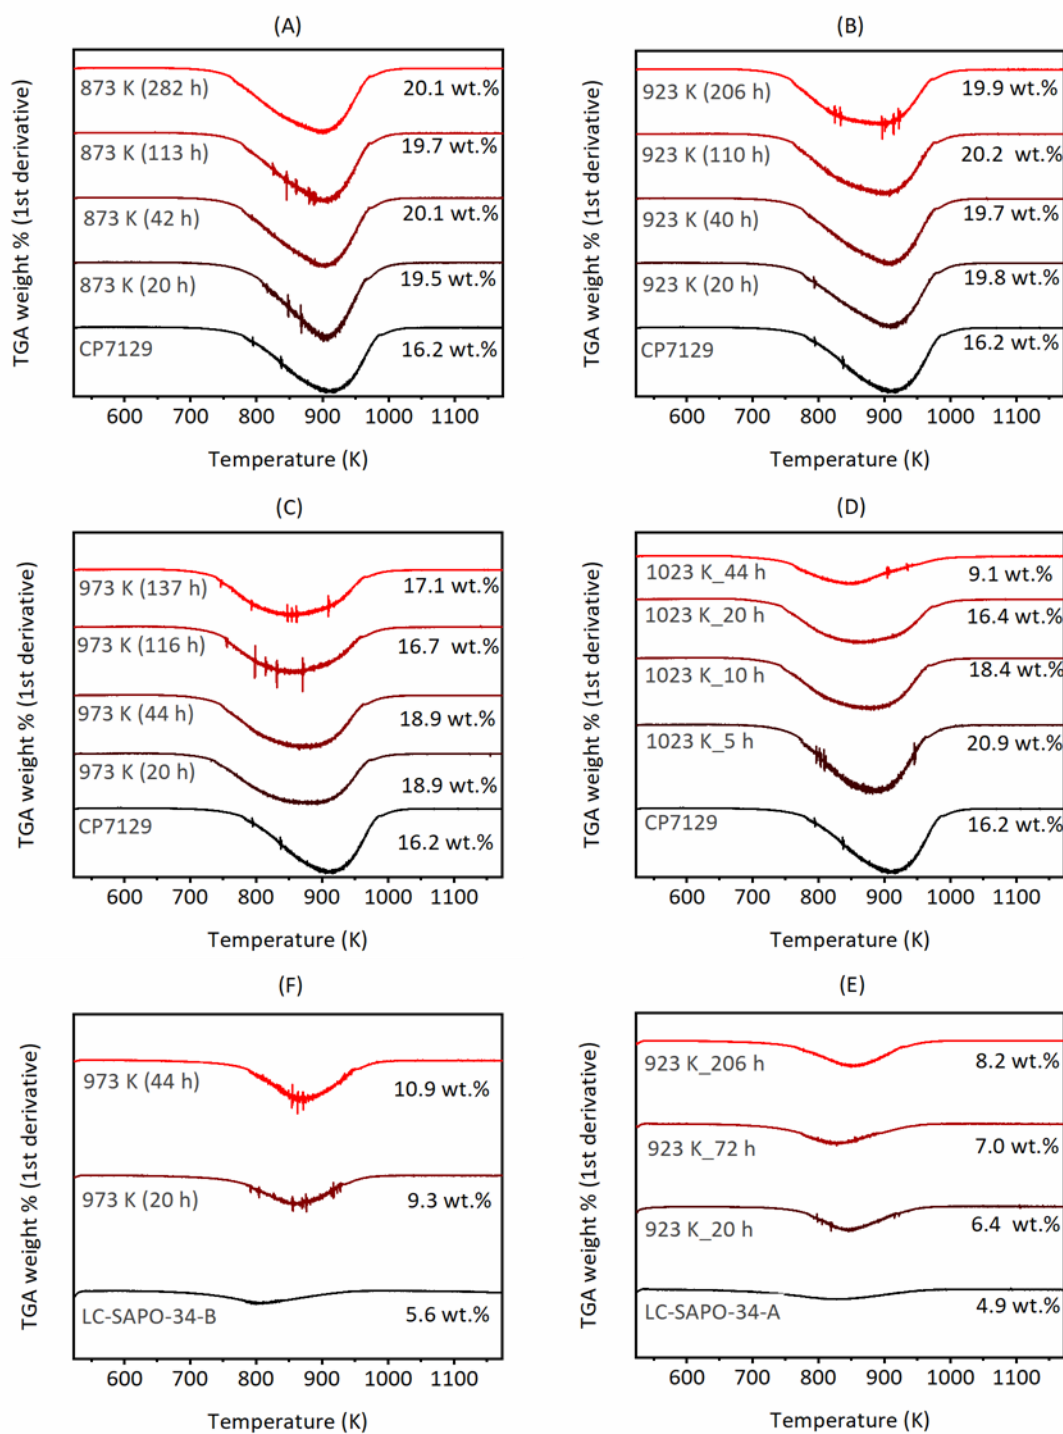 (A)
TGA weight % (1st derivative)
873 K (282 h)
20.1 wt.%
873 K (113 h)
19.7 wt.%
873 K (42 h)
20.1 wt.%
873 K (20 h)
19.5 wt.%
CP7129
16.2 wt.%
600 700 800 900 1000 1100
Temperature (K)
(B)
TGA weight % (1st derivative)
923 K (206 h)
19.9 wt.%
923 K (110 h)
20.2 wt.%
923 K (40 h)
19.7 wt.%
923 K (20 h)
19.8 wt.%
CP7129
16.2 wt.%
600 700 800 900 1000 1100
Temperature (K)
(C)
TGA weight % (1st derivative)
973 K (137 h)
17.1 wt.%
973 K (116 h)
16.7 wt.%
973 K (44 h)
18.9 wt.%
973 K (20 h)
18.9 wt.%
CP7129
16.2 wt.%
600 700 800 900 1000 1100
Temperature (K)
(D)
TGA weight % (1st derivative)
1023 K_44 h
9.1 wt.%
1023 K_20 h
16.4 wt.%
1023 K_10 h
18.4 wt.%
1023 K_5 h
20.9 wt.%
CP7129
16.2 wt.%
600 700 800 900 1000 1100
Temperature (K)
(F)
TGA weight % (1st derivative)
973 K (44 h)
10.9 wt.%
973 K (20 h)
9.3 wt.%
LC-SAPO-34-B
5.6 wt.%
600 700 800 900 1000 1100
Temperature (K)
(E)
TGA weight % (1st derivative)
923 K_206 h
8.2 wt.%
923 K_72 h
7.0 wt.%
923 K_20 h
6.4 wt.%
LC-SAPO-34-A
4.9 wt.%
600 700 800 900 1000 1100
Temperature (K)